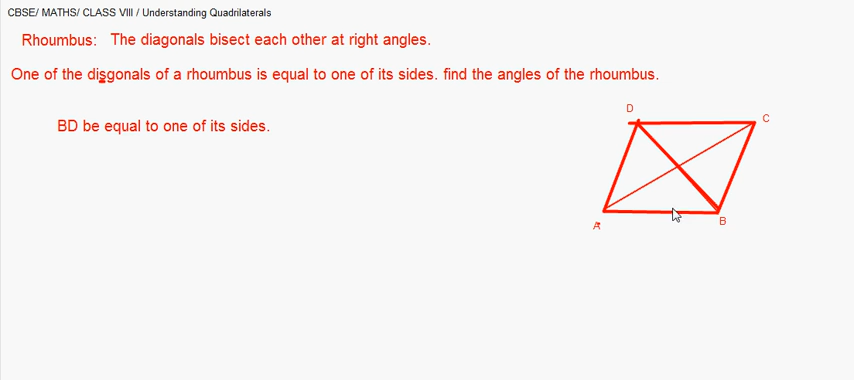 CBSE/ MATHS/ CLASS VIII / Understanding Quadrilaterals
Rhoumbus: The diagonals bisect each other at right angles.
One of the disgonals of a rhoumbus is equal to one of its sides. find the angles of the rhoumbus.
BD be equal to one of its sides.
D
C
A
B